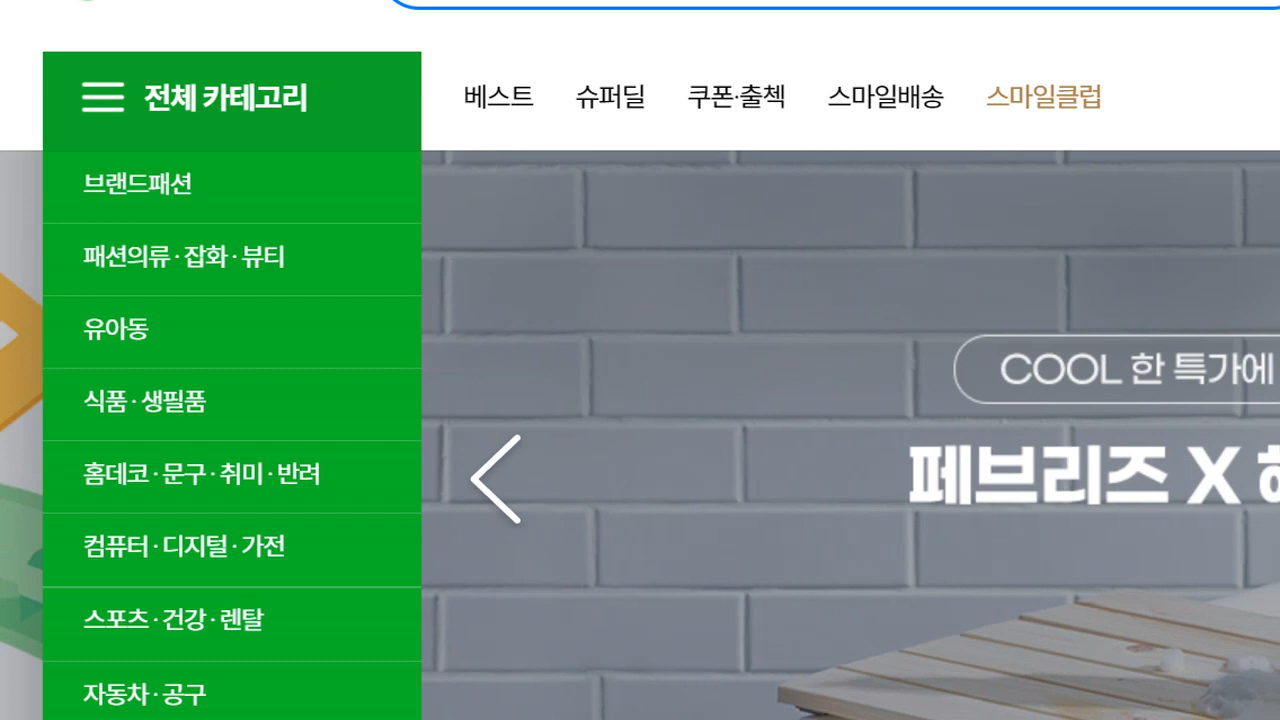 전체 카테고리
베스트 슈퍼딜 쿠폰·출첵 스마일배송 스마일클럽
브랜드패션
패션의류·잡화·뷰티
유아동
식품·생필품
홈데코·문구·취미·반려
컴퓨터·디지털·가전
스포츠·건강·렌탈
자동차·공구
COOL 한 특가에
페브리즈 X